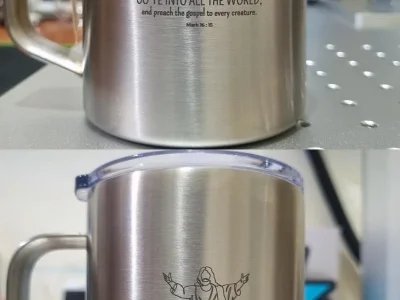 GO YE INTO ALL THE WORLD,
and preach the gospel to every creature.
Mark 16 : 15